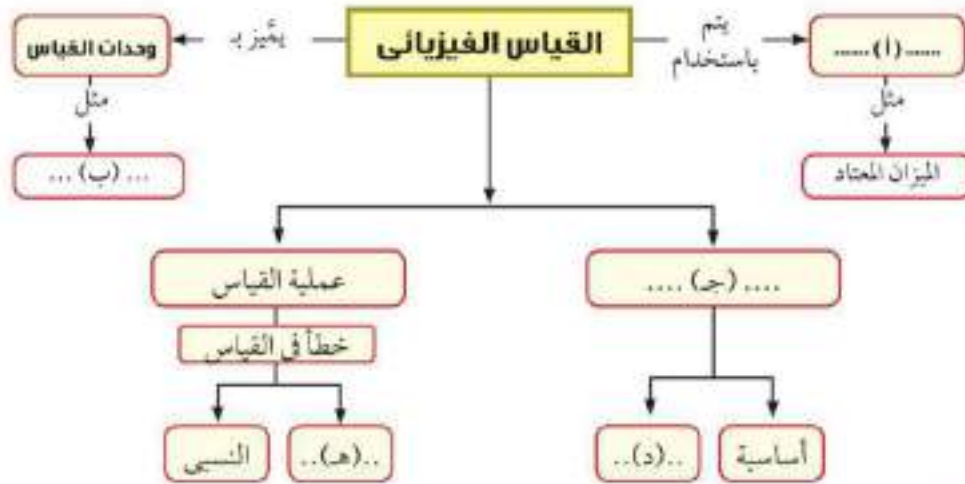 القياس الفيزيائى
يتم باستخدام
...... (أ) ......
مثل
الميزان المعتاد
يتميز بـ
وحدات القياس
مثل
... (ب) ...
.... (جـ) ....
أساسية
..(د)..
عملية القياس
خطأ فى القياس
..(هـ)..
النسبى